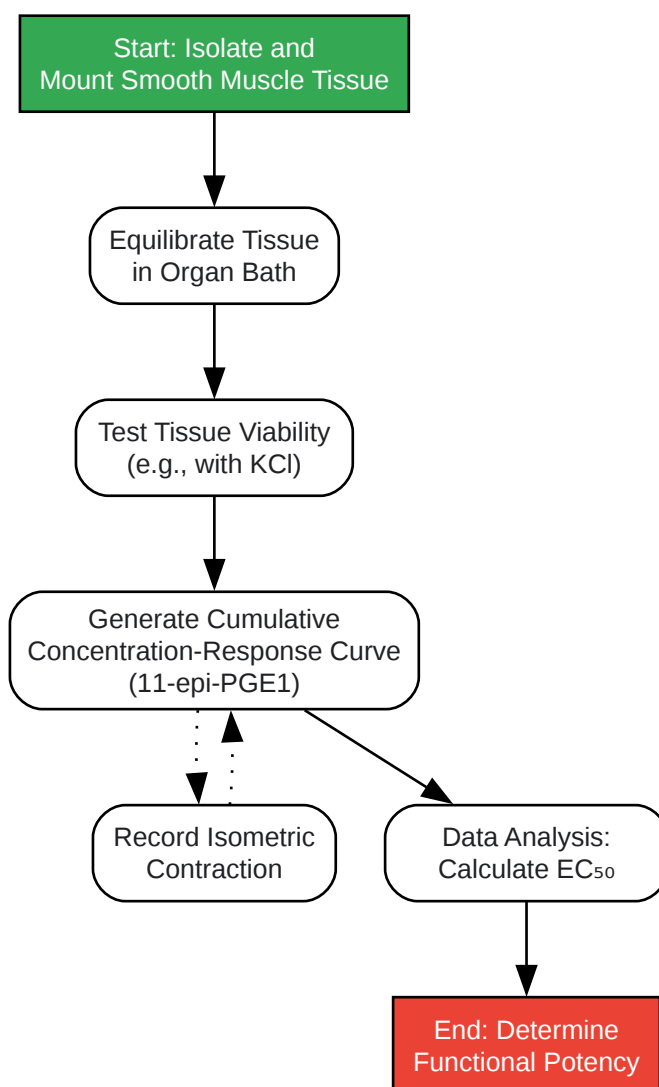 Start: Isolate and
Mount Smooth Muscle Tissue
Equilibrate Tissue
in Organ Bath
Test Tissue Viability
(e.g., with KCl)
Generate Cumulative
Concentration-Response Curve
(11-epi-PGE1)
Record Isometric
Contraction
Data Analysis:
Calculate EC₅₀
End: Determine
Functional Potency